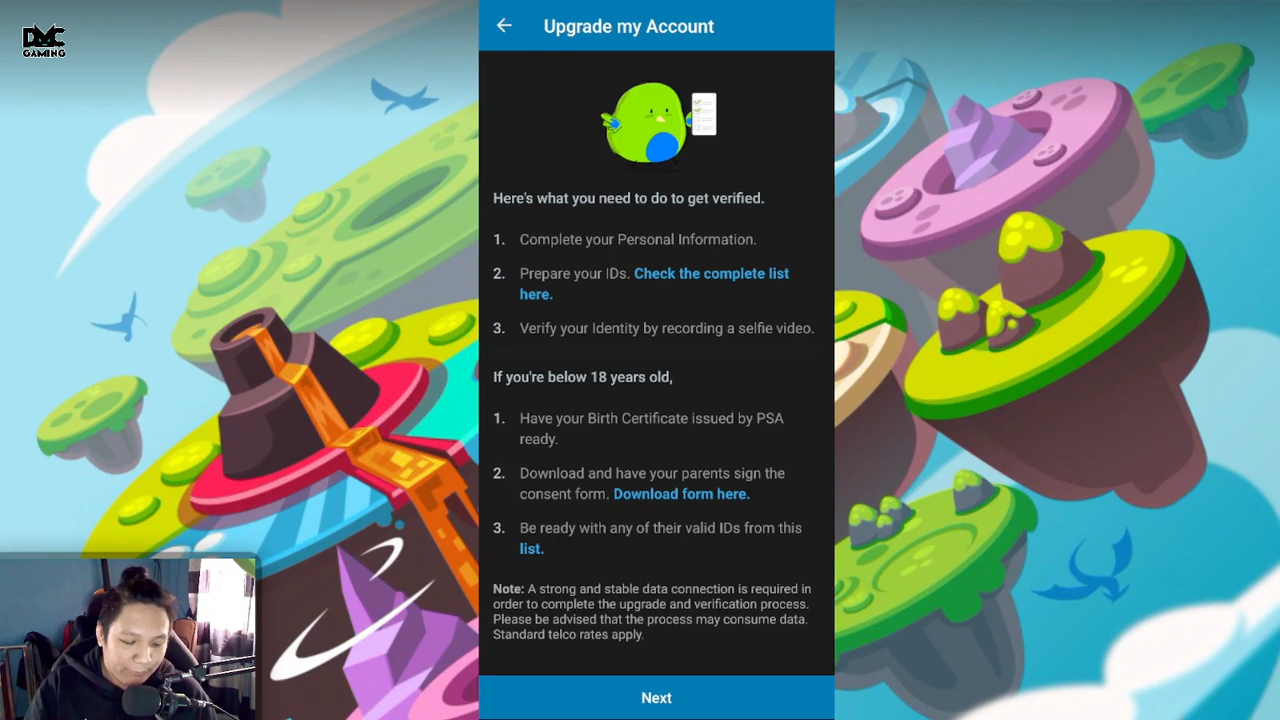 DMC
GAMING
Upgrade my Account
Here's what you need to do to get verified.
1. Complete your Personal Information.
2. Prepare your IDs. Check the complete list
here.
3. Verify your Identity by recording a selfie video.
If you're below 18 years old,
1. Have your Birth Certificate issued by PSA
ready.
2. Download and have your parents sign the
consent form. Download form here.
3. Be ready with any of their valid IDs from this
list.
Note: A strong and stable data connection is required in
order to complete the upgrade and verification process.
Please be advised that the process may consume data.
Standard telco rates apply.
Next